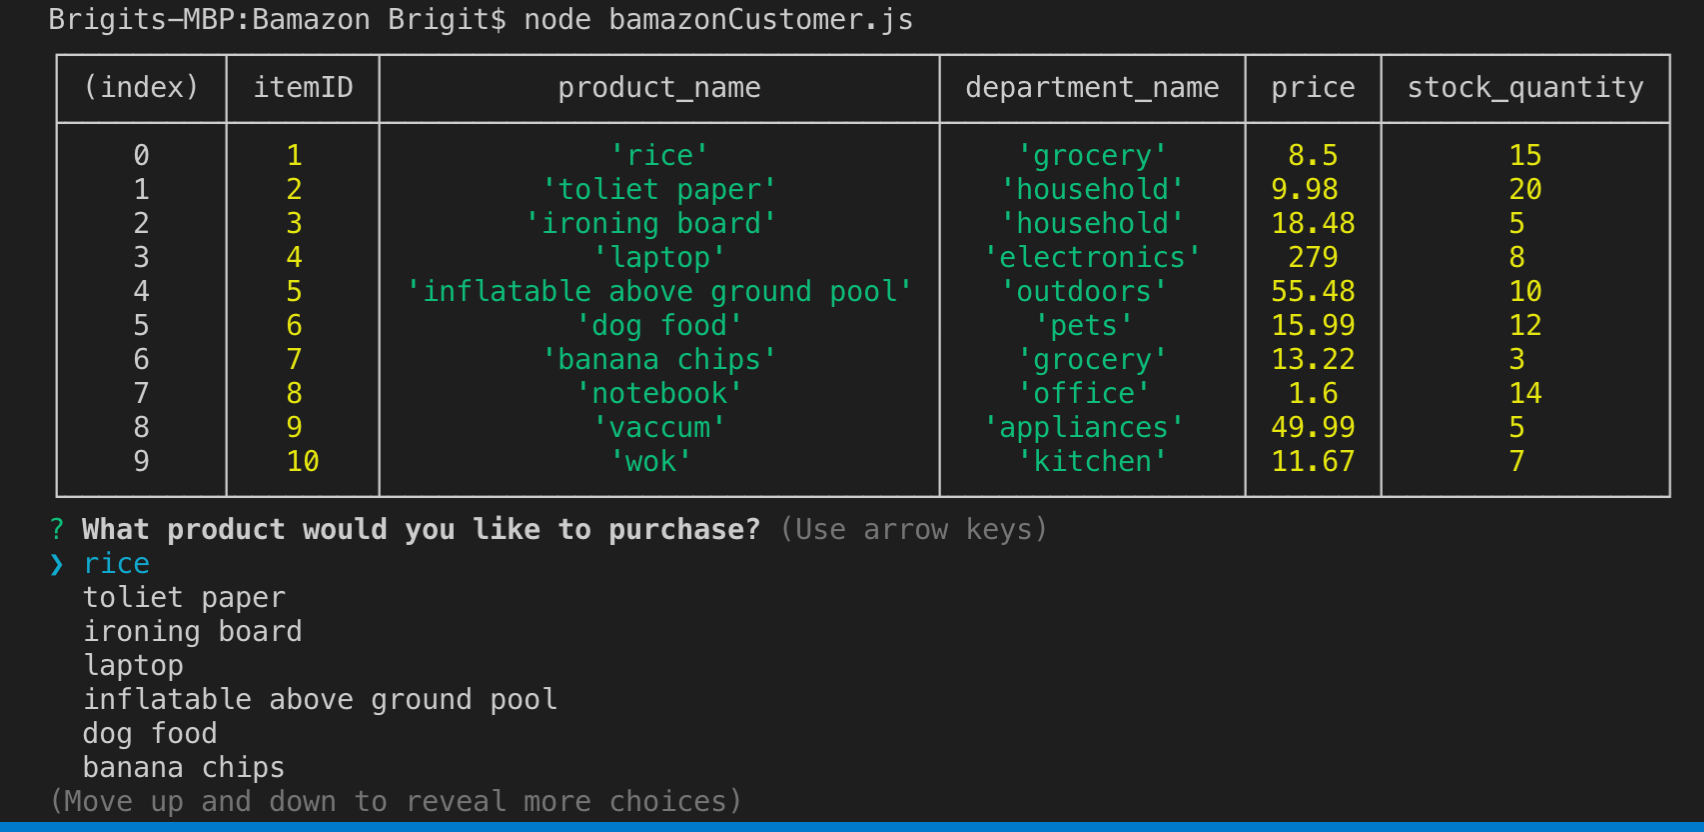 Brigits-MBP:Bamazon Brigit$ node bamazonCustomer.js
(index) itemID product_name department_name price stock_quantity
0 1 'rice' 'grocery' 8.5 15
1 2 'toliet paper' 'household' 9.98 20
2 3 'ironing board' 'household' 18.48 5
3 4 'laptop' 'electronics' 279 8
4 5 'inflatable above ground pool' 'outdoors' 55.48 10
5 6 'dog food' 'pets' 15.99 12
6 7 'banana chips' 'grocery' 13.22 3
7 8 'notebook' 'office' 1.6 14
8 9 'vaccum' 'appliances' 49.99 5
9 10 'wok' 'kitchen' 11.67 7
? What product would you like to purchase? (Use arrow keys)
❯ rice
toliet paper
ironing board
laptop
inflatable above ground pool
dog food
banana chips
(Move up and down to reveal more choices)